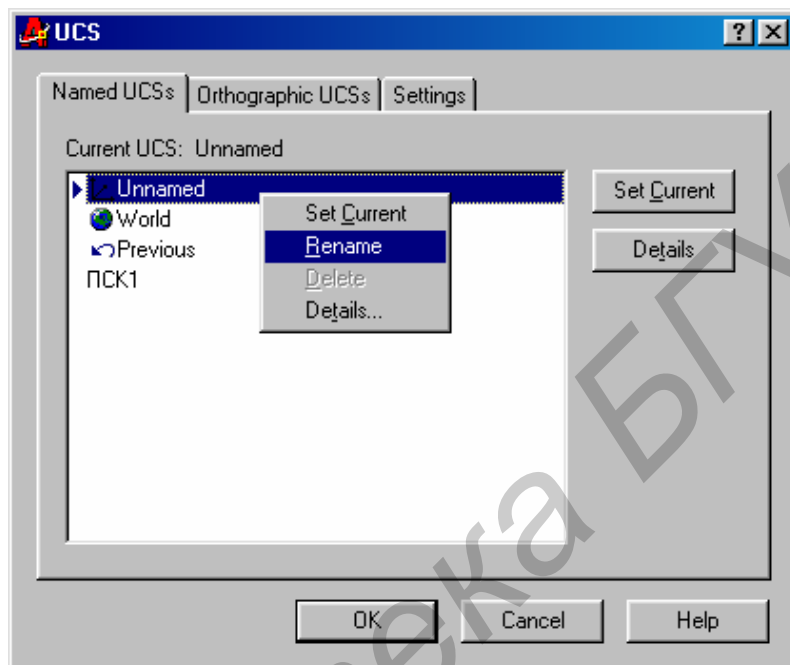 UCS
Named UCSs Orthographic UCSs Settings
Current UCS: Unnamed
Unnamed
World
Previous
ПСК1
Set Current
Rename
Delete
Details...
Set Current
Details
OK Cancel Help